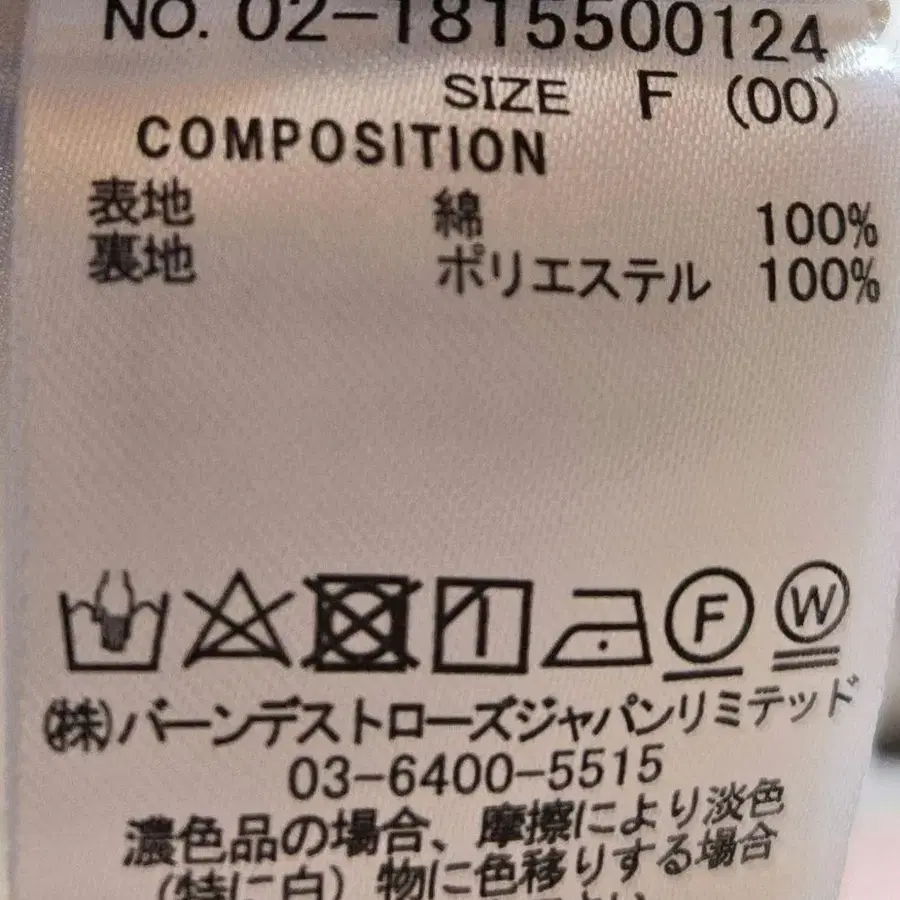 NO. 02-1815500124
SIZE F (00)
COMPOSITION
表地 綿 100%
裏地 ポリエステル 100%
F W
(株)バーンデストローズジャパンリミテッド
03-6400-5515
濃色品の場合、摩擦により淡色
(特に白)物に色移りする場合